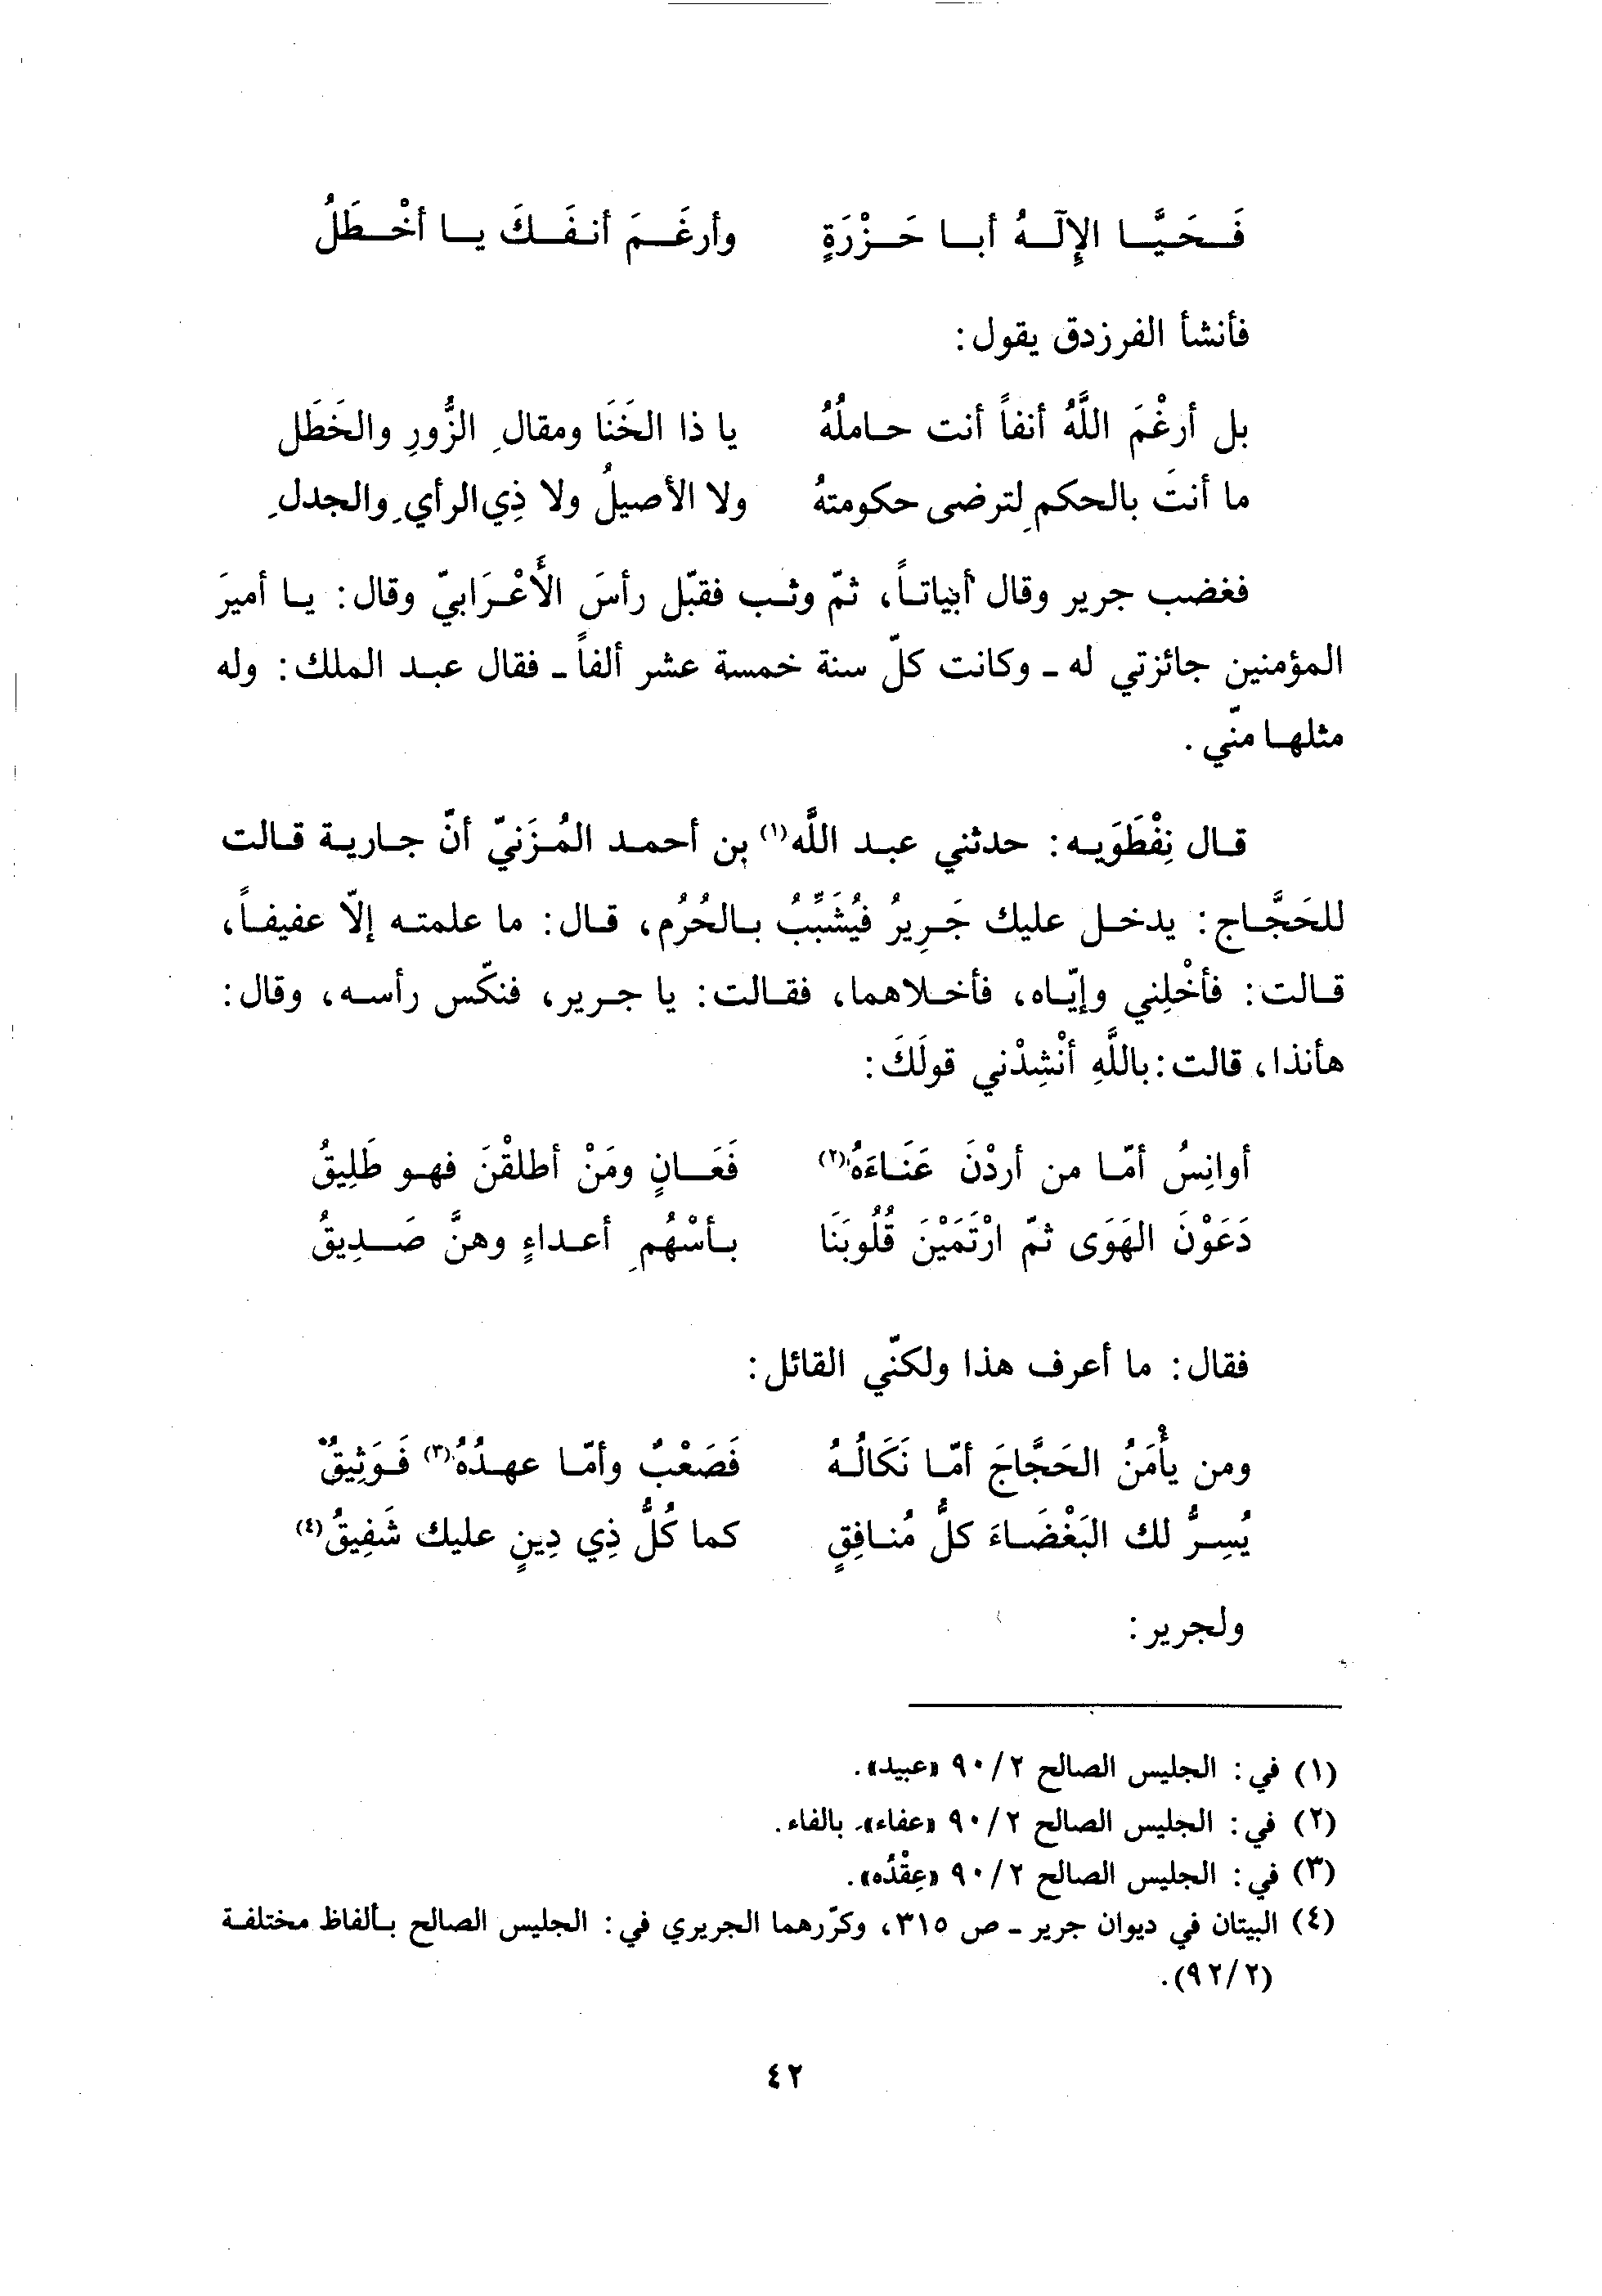 فَحَيَّا الإِلَهُ أبا حَزْرَةٍ وأرغَمَ أنفَكَ يا أخْطَلُ
فأنشأ الفرزدق يقول:
بل أرغْمَ اللَّهُ أنفاً أنت حاملُهُ يا ذا الخَنَا ومقالِ الزُّورِ والخَطَل
ما أنتَ بالحكمِ لترضى حكومتهُ ولا الأصيلُ ولا ذِي الرأيِ والجدلِ
فغضب جرير وقال أبياتاً، ثمّ وثب فقبّل رأسَ الأَعْرَابيّ وقال: يا أميرَ
المؤمنين جائزتي له ـ وكانت كلّ سنة خمسة عشر ألفاً ـ فقال عبد الملك: وله
مثلها منّي.
قال نِفْطَوَيه: حدثني عبد اللَّه(١) بن أحمد المُزَنيّ أنّ جارية قالت
للحَجَّاج: يدخل عليك جَرِيرُ فيُشَبِّبُ بالحُرُم، قال: ما علمته إلّا عفيفاً،
قالت: فأخْلِني وإيّاه، فأخلاهما، فقالت: يا جرير، فنكّس رأسه، وقال:
هأنذا، قالت: باللَّهِ أنْشِدْني قولَكَ:
أوانِسُ أمّا من أردْنَ عَنَاءَهُ(٢) فَعَانٍ ومَنْ أطلقْنَ فهو طَلِيقُ
دَعَوْنَ الهَوَى ثمّ ارْتَمَيْنَ قُلُوبَنَا بأسْهُمِ أعداءٍ وهنَّ صَدِيقُ
فقال: ما أعرف هذا ولكنّي القائل:
ومن يأْمَنُ الحَجَّاجَ أمّا نَكَالُهُ فَصَعْبٌ وأمّا عهدُهُ(٣) فَوَثِيقُ
يُسِرُّ لك البَغْضَاءَ كلُّ مُنافِقٍ كما كُلُّ ذِي دِينٍ عليك شَفِيقُ(٤)
ولجرير:
(١) في: الجليس الصالح ٩٠/٢ «عبيد».
(٢) في: الجليس الصالح ٩٠/٢ «عفاء» بالفاء.
(٣) في: الجليس الصالح ٩٠/٢ «عِقْدُه».
(٤) البيتان في ديوان جرير ـ ص ٣١٥، وكرّرهما الجريري في: الجليس الصالح بألفاظ مختلفة
(٩٢/٢).
٤٢